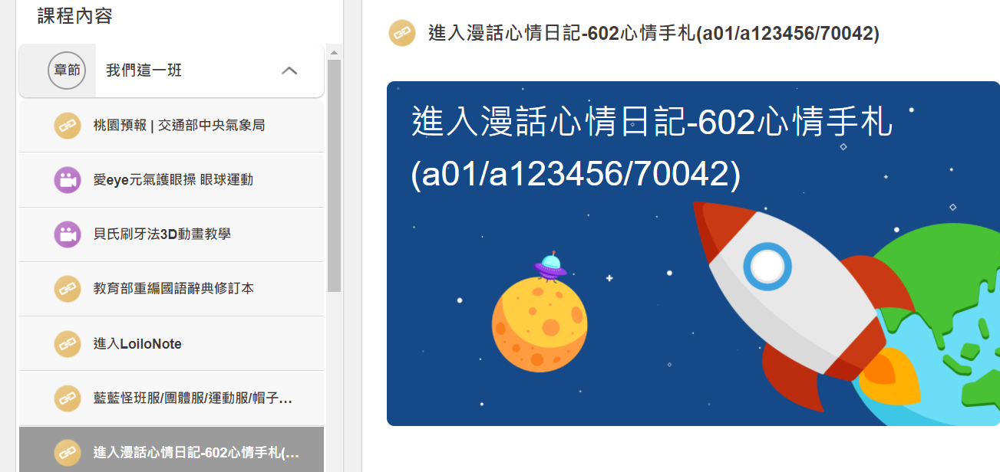 課程內容
章節
我們這一班
桃園預報 | 交通部中央氣象局
愛eye元氣護眼操 眼球運動
貝氏刷牙法3D動畫教學
教育部重編國語辭典修訂本
進入LoiloNote
藍藍怪班服/團體服/運動服/帽子…
進入漫話心情日記-602心情手札(…
進入漫話心情日記-602心情手札(a01/a123456/70042)
進入漫話心情日記-602心情手札
(a01/a123456/70042)